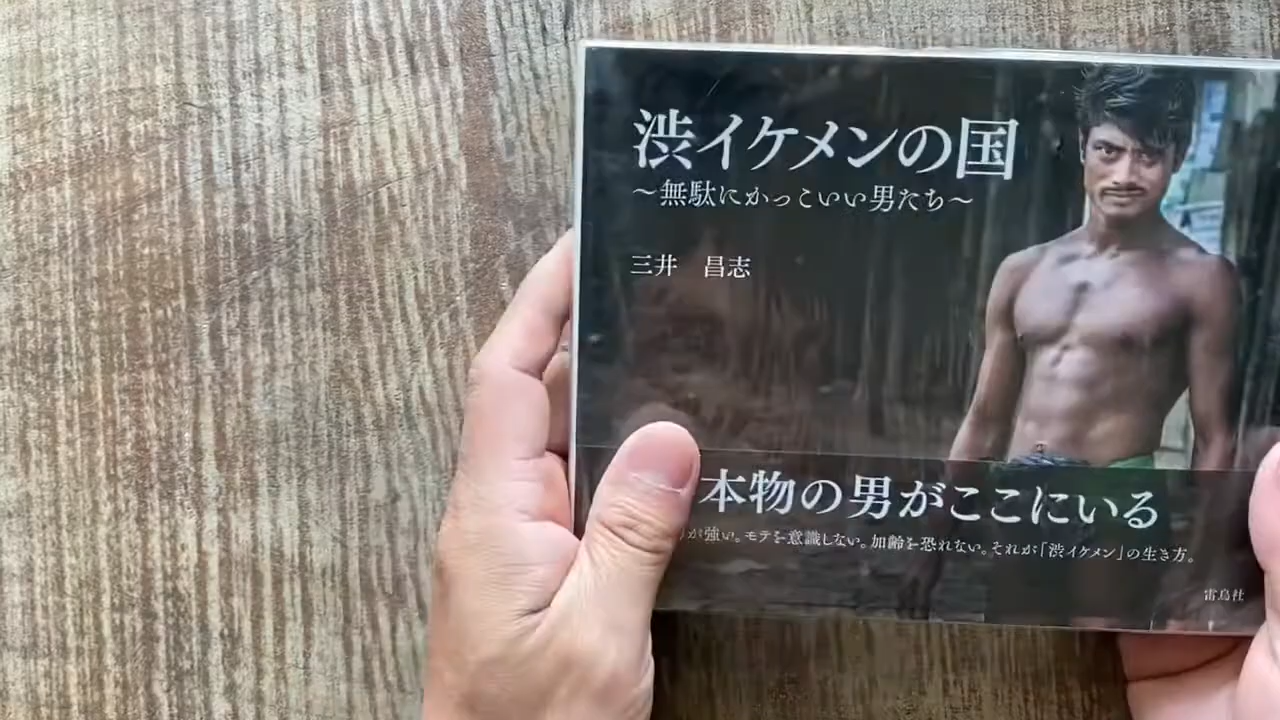 渋イケメンの国
〜無駄にかっこいい男たち〜
三井 昌志
本物の男がここにいる
が強い。モテを意識しない。加齢を恐れない。それが「渋イケメン」の生き方。
雷鳥社